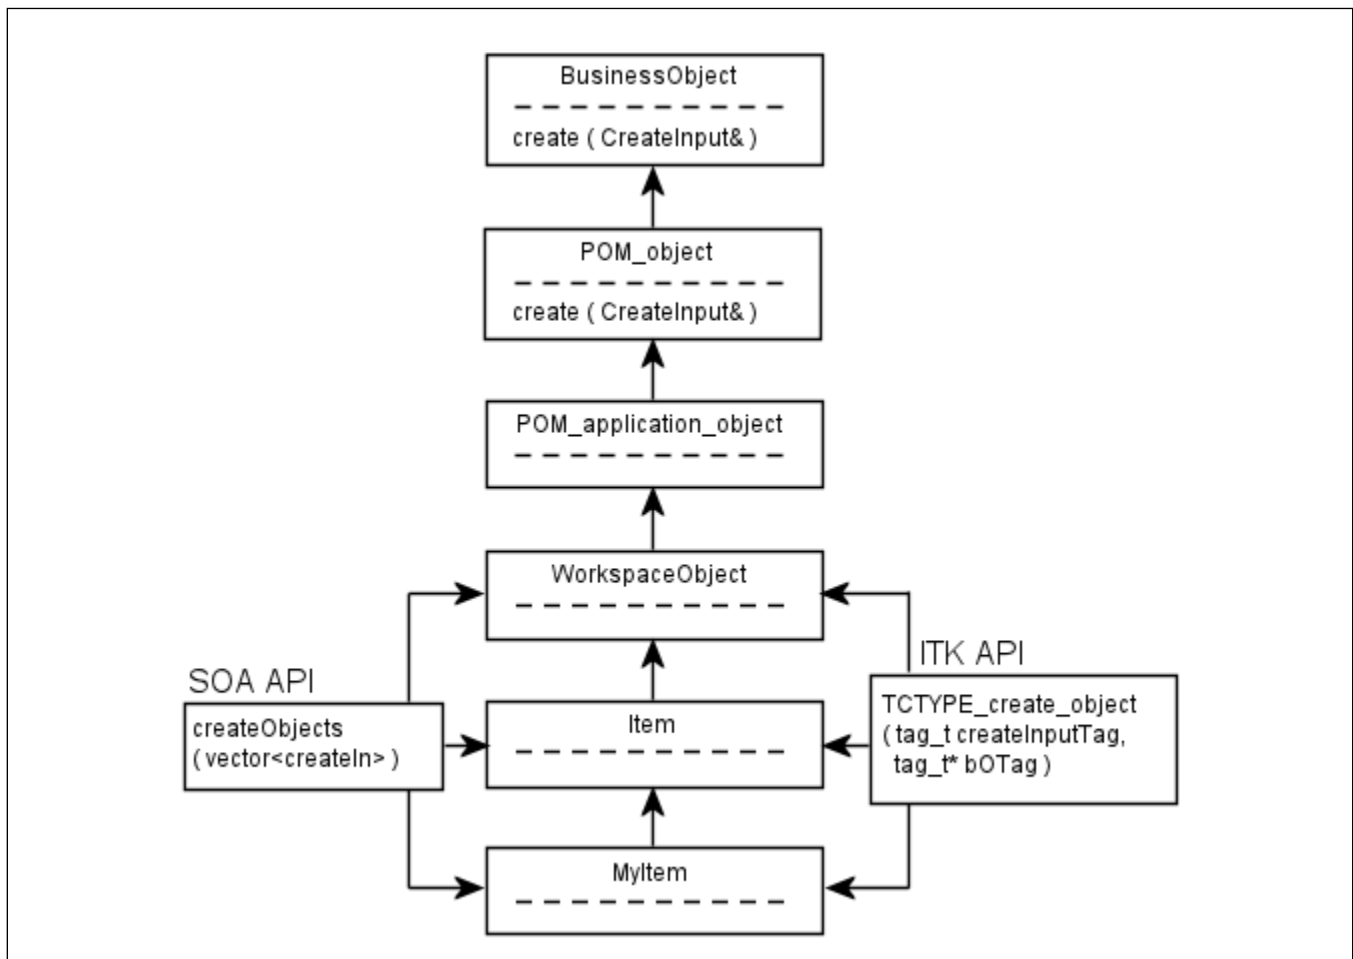 BusinessObject
create ( CreateInput& )
POM_object
create ( CreateInput& )
POM_application_object
WorkspaceObject
SOA API
createObjects
( vector<createIn> )
ITK API
TCTYPE_create_object
( tag_t createInputTag,
tag_t* bOTag )
Item
MyItem